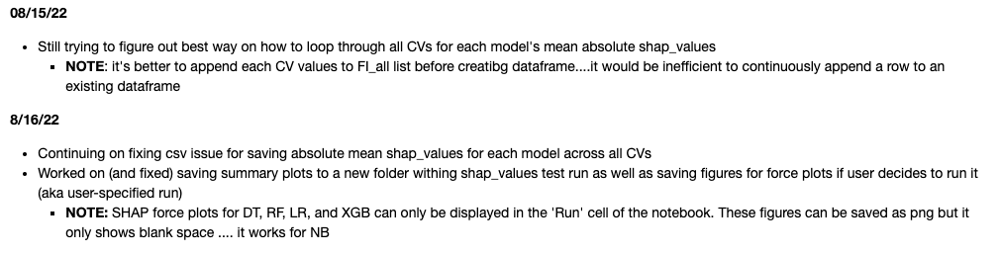 08/15/22
• Still trying to figure out best way on how to loop through all CVs for each model's mean absolute shap_values
▪ NOTE: it's better to append each CV values to FI_all list before creatibg dataframe....it would be inefficient to continuously append a row to an
existing dataframe
8/16/22
• Continuing on fixing csv issue for saving absolute mean shap_values for each model across all CVs
• Worked on (and fixed) saving summary plots to a new folder withing shap_values test run as well as saving figures for force plots if user decides to run it
(aka user-specified run)
▪ NOTE: SHAP force plots for DT, RF, LR, and XGB can only be displayed in the 'Run' cell of the notebook. These figures can be saved as png but it
only shows blank space .... it works for NB